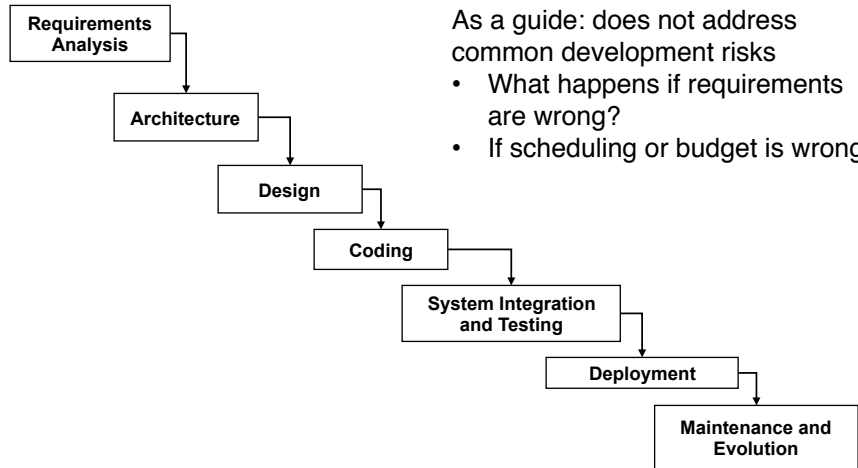 Requirements
Analysis
As a guide: does not address
common development risks
• What happens if requirements
are wrong?
• If scheduling or budget is wrong
Architecture
Design
Coding
System Integration
and Testing
Deployment
Maintenance and
Evolution